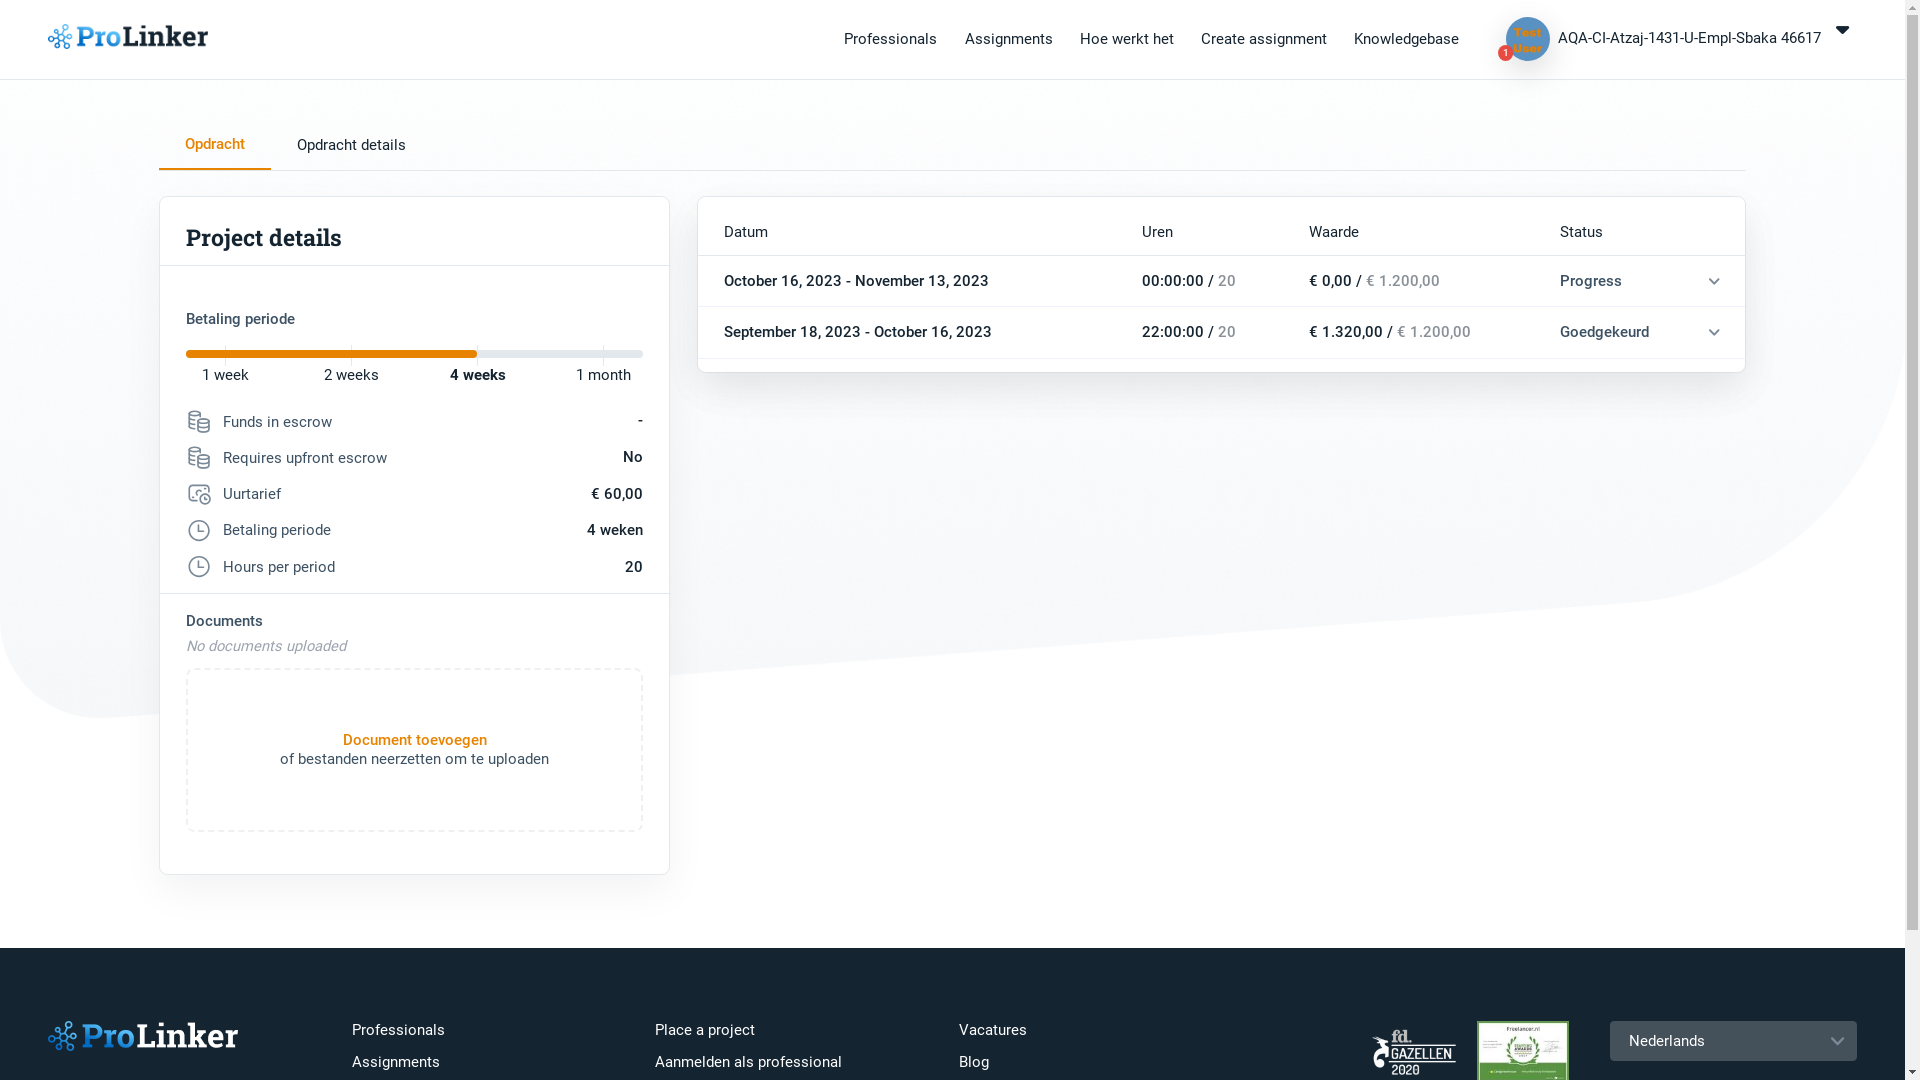 ProLinker
Professionals
Assignments
Hoe werkt het
Create assignment
Knowledgebase
Test User
1
AQA-CI-Atzaj-1431-U-Empl-Sbaka 46617
Opdracht
Opdracht details
Project details
Betaling periode
1 week
2 weeks
4 weeks
1 month
Funds in escrow -
Requires upfront escrow No
Uurtarief € 60,00
Betaling periode 4 weken
Hours per period 20
Documents
No documents uploaded
Document toevoegen
of bestanden neerzetten om te uploaden
Datum Uren Waarde Status
October 16, 2023 - November 13, 2023 00:00:00 / 20 € 0,00 / € 1.200,00 Progress
September 18, 2023 - October 16, 2023 22:00:00 / 20 € 1.320,00 / € 1.200,00 Goedgekeurd
ProLinker
Professionals
Assignments
Place a project
Aanmelden als professional
Vacatures
Blog
fd.
GAZELLEN
2020
Freelancer.nl
Nederlands